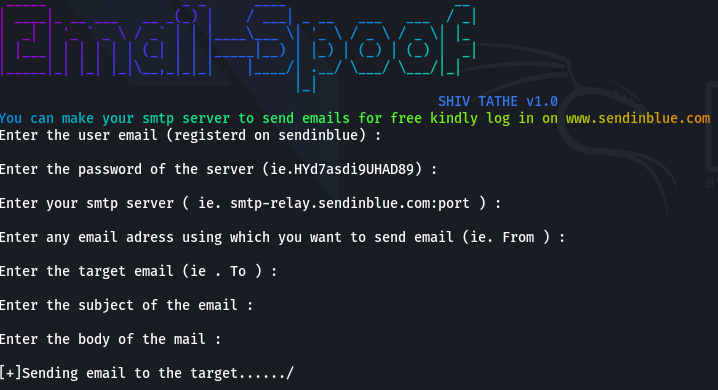 Email-Spoof
SHIV TATHE v1.0
You can make your smtp server to send emails for free kindly log in on www.sendinblue.com
Enter the user email (registerd on sendinblue) :
Enter the password of the server (ie.HYd7asdi9UHAD89) :
Enter your smtp server ( ie. smtp-relay.sendinblue.com:port ) :
Enter any email adress using which you want to send email (ie. From ) :
Enter the target email (ie . To ) :
Enter the subject of the email :
Enter the body of the mail :
[+]Sending email to the target....../